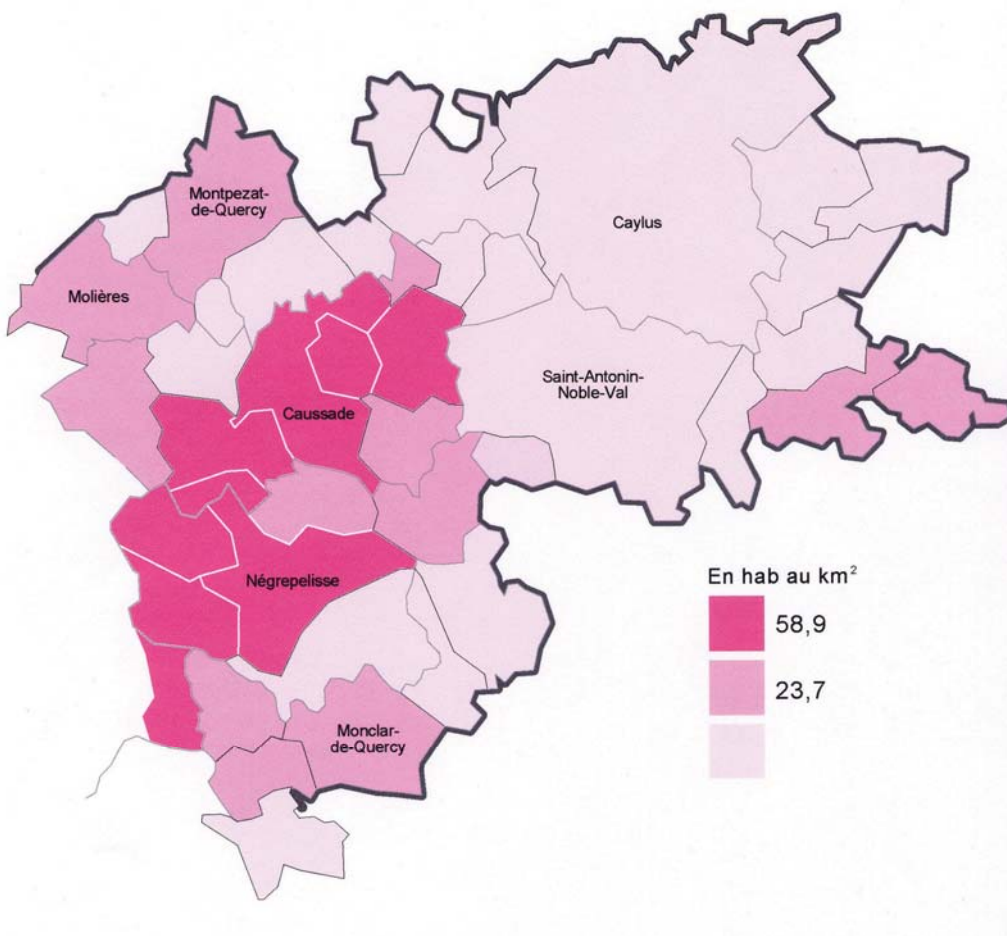 Montpezat-
de-Quercy
Caylus
Molières
Saint-Antonin-
Noble-Val
Caussade
Négrepelisse
Monclar-
de-Quercy
En hab au km²
58,9
23,7